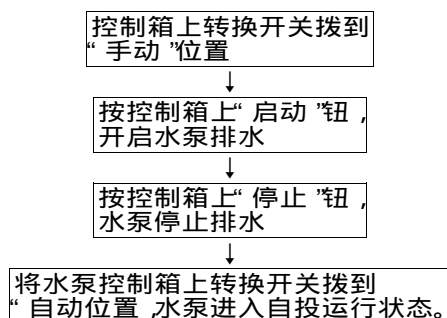 控制箱上转换开关拨到
“手动”位置
按控制箱上“启动”钮，
开启水泵排水
按控制箱上“停止”钮，
水泵停止排水
将水泵控制箱上转换开关拨到
“自动位置，水泵进入自投运行状态。